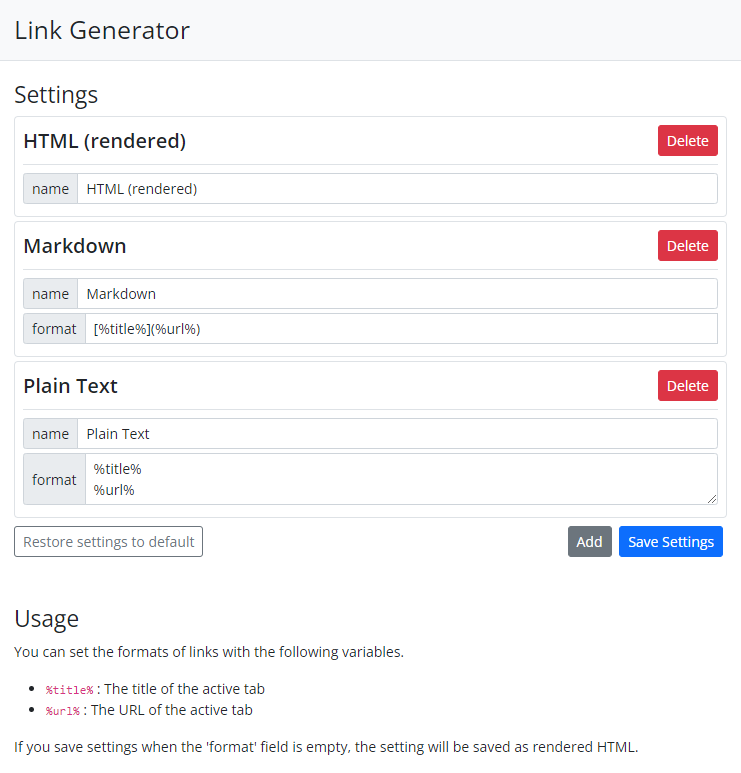 Link Generator
Settings
HTML (rendered) Delete
name HTML (rendered)
Markdown Delete
name Markdown
format [%title%](%url%)
Plain Text Delete
name Plain Text
format %title%
%url%
Restore settings to default Add Save Settings
Usage
You can set the formats of links with the following variables.
%title% : The title of the active tab
%url% : The URL of the active tab
If you save settings when the 'format' field is empty, the setting will be saved as rendered HTML.